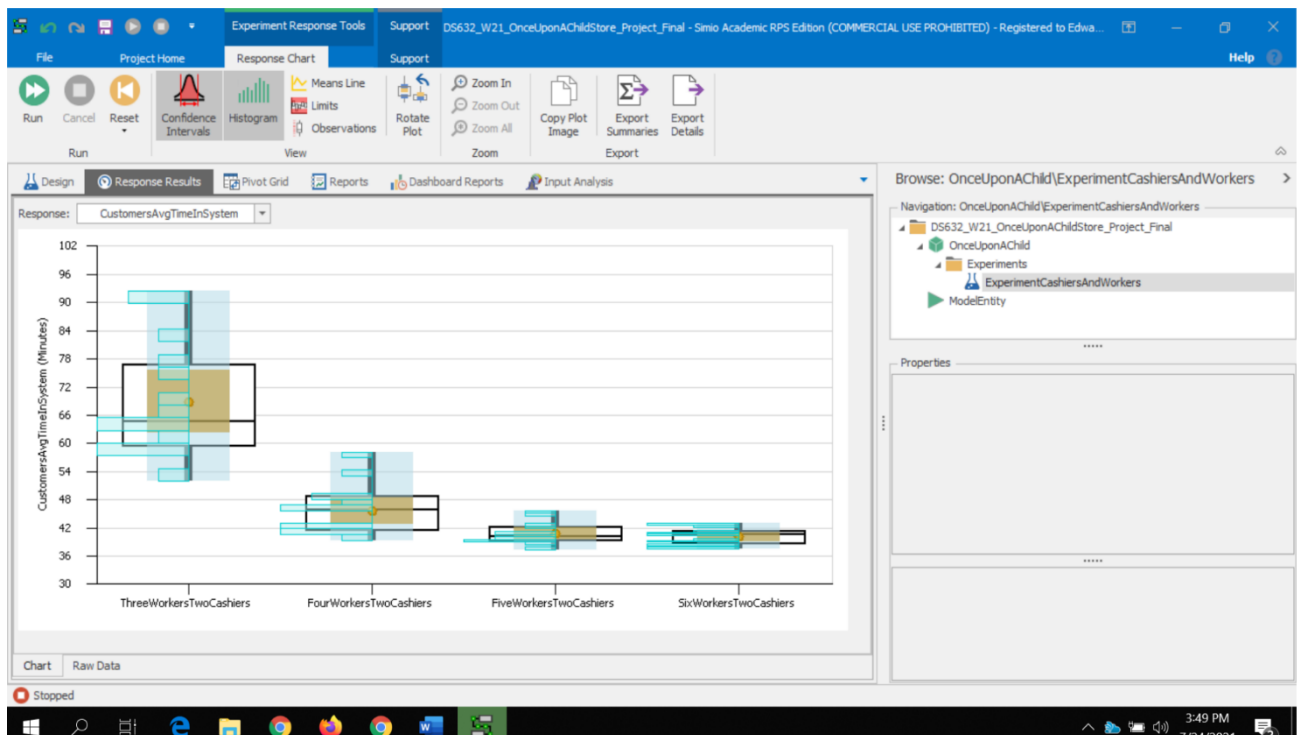 Experiment Response Tools
Support
DS632_W21_OnceUponAChildStore_Project_Final - Simio Academic RPS Edition (COMMERCIAL USE PROHIBITED) - Registered to Edwa...
File
Project Home
Response Chart
Support
Help
Run
Cancel
Reset
Confidence
Intervals
Histogram
Means Line
Limits
Observations
Rotate
Plot
Zoom In
Zoom Out
Zoom All
Copy Plot
Image
Export
Summaries
Export
Details
Run
View
Zoom
Export
Design
Response Results
Pivot Grid
Reports
Dashboard Reports
Input Analysis
Response: CustomersAvgTimeInSystem
102
96
90
84
78
72
66
60
54
48
42
36
30
CustomersAvgTimeInSystem (Minutes)
ThreeWorkersTwoCashiers
FourWorkersTwoCashiers
FiveWorkersTwoCashiers
SixWorkersTwoCashiers
Chart
Raw Data
Browse: OnceUponAChild\ExperimentCashiersAndWorkers
Navigation: OnceUponAChild\ExperimentCashiersAndWorkers
DS632_W21_OnceUponAChildStore_Project_Final
OnceUponAChild
Experiments
ExperimentCashiersAndWorkers
ModelEntity
Properties
Stopped
3:49 PM